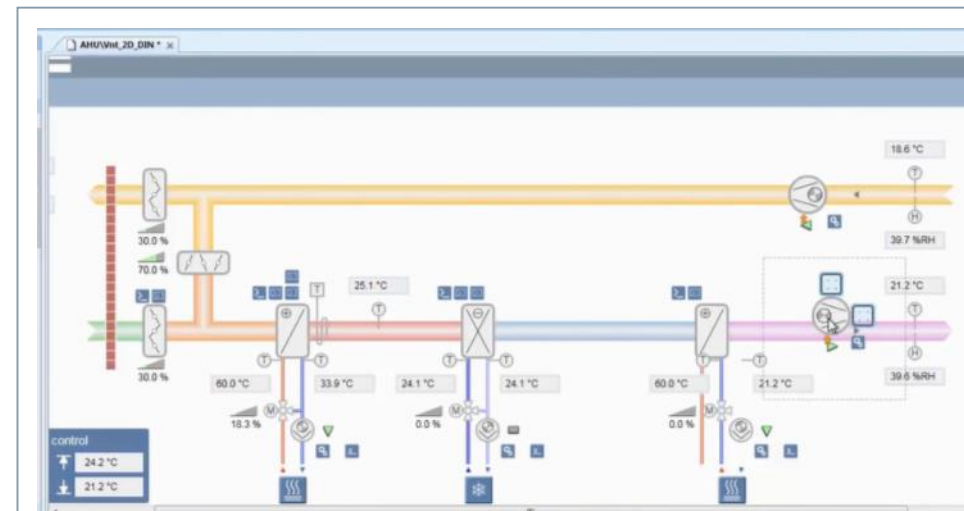 AHU\Vnt_2D_DIN *
18.6 °C
T
H
39.7 %RH
30.0 %
70.0 %
25.1 °C
T
T
21.2 °C
T
H
39.6 %RH
30.0 %
T
T
T
T
T
T
60.0 °C
33.9 °C
24.1 °C
24.1 °C
60.0 °C
21.2 °C
M
M
M
18.3 %
0.0 %
0.0 %
control
24.2 °C
21.2 °C